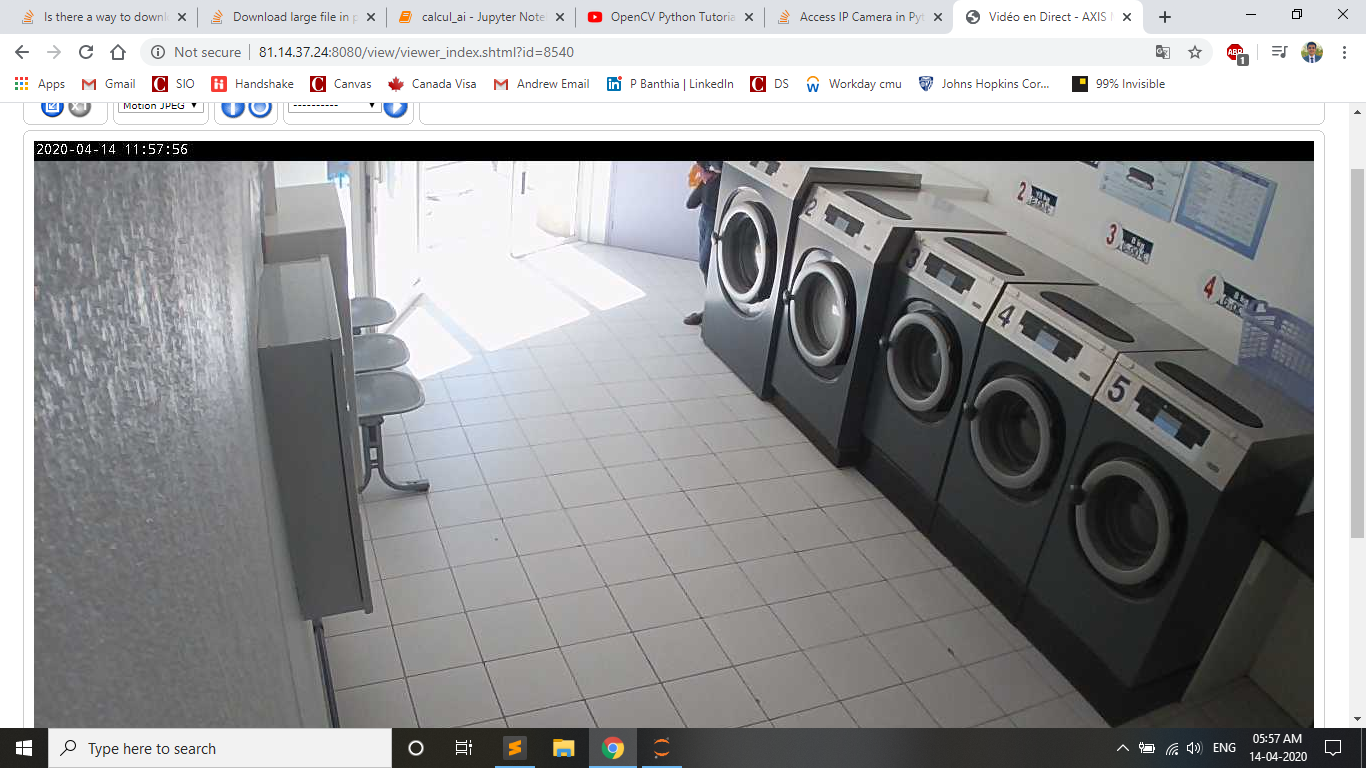 Is there a way to downl
Download large file in p
calcul_ai - Jupyter Note
OpenCV Python Tutoria
Access IP Camera in Pyt
Vidéo en Direct - AXIS
Not secure
81.14.37.24:8080/view/viewer_index.shtml?id=8540
ABP
1
Apps
Gmail
SIO
Handshake
Canvas
Canada Visa
Andrew Email
P Banthia | LinkedIn
DS
Workday cmu
Johns Hopkins Cor...
99% Invisible
Motion JPEG
----------
2020-04-14 11:57:56
2
3
4
2
3
4
5
Type here to search
ENG
05:57 AM
14-04-2020